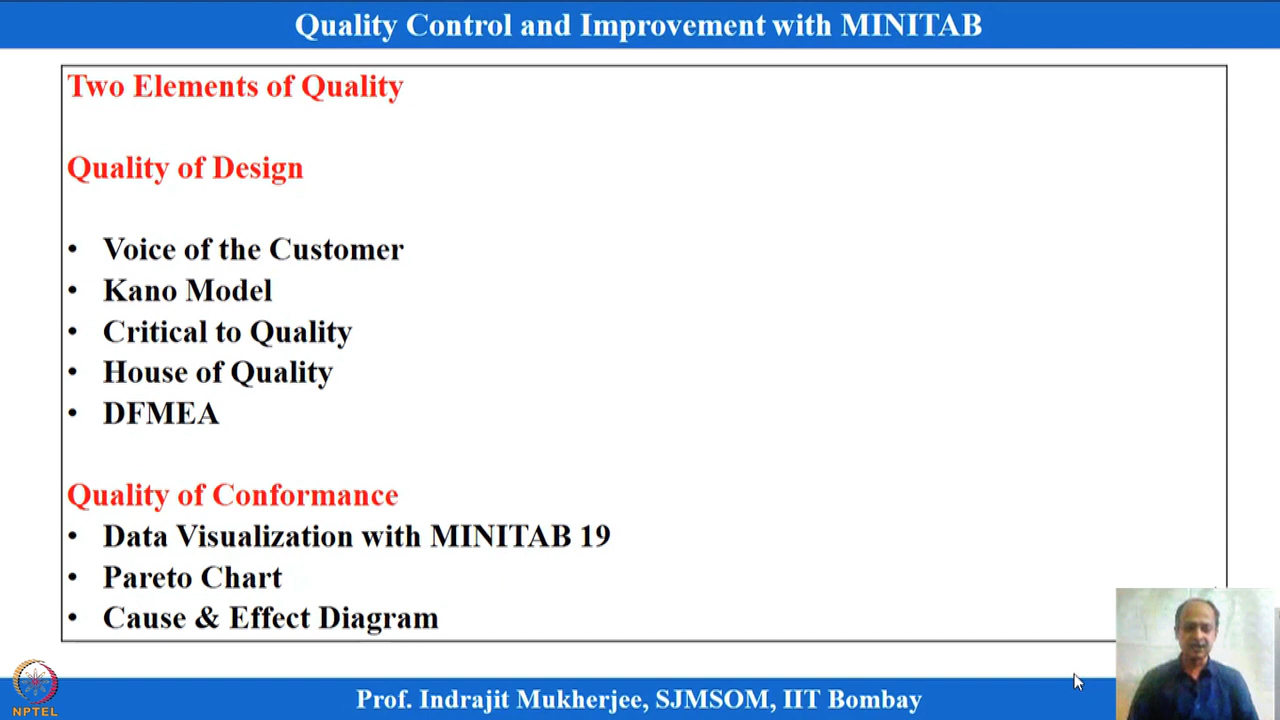 Quality Control and Improvement with MINITAB
Two Elements of Quality
Quality of Design
• Voice of the Customer
• Kano Model
• Critical to Quality
• House of Quality
• DFMEA
Quality of Conformance
• Data Visualization with MINITAB 19
• Pareto Chart
• Cause & Effect Diagram
NPTEL
Prof. Indrajit Mukherjee, SJMSOM, IIT Bombay